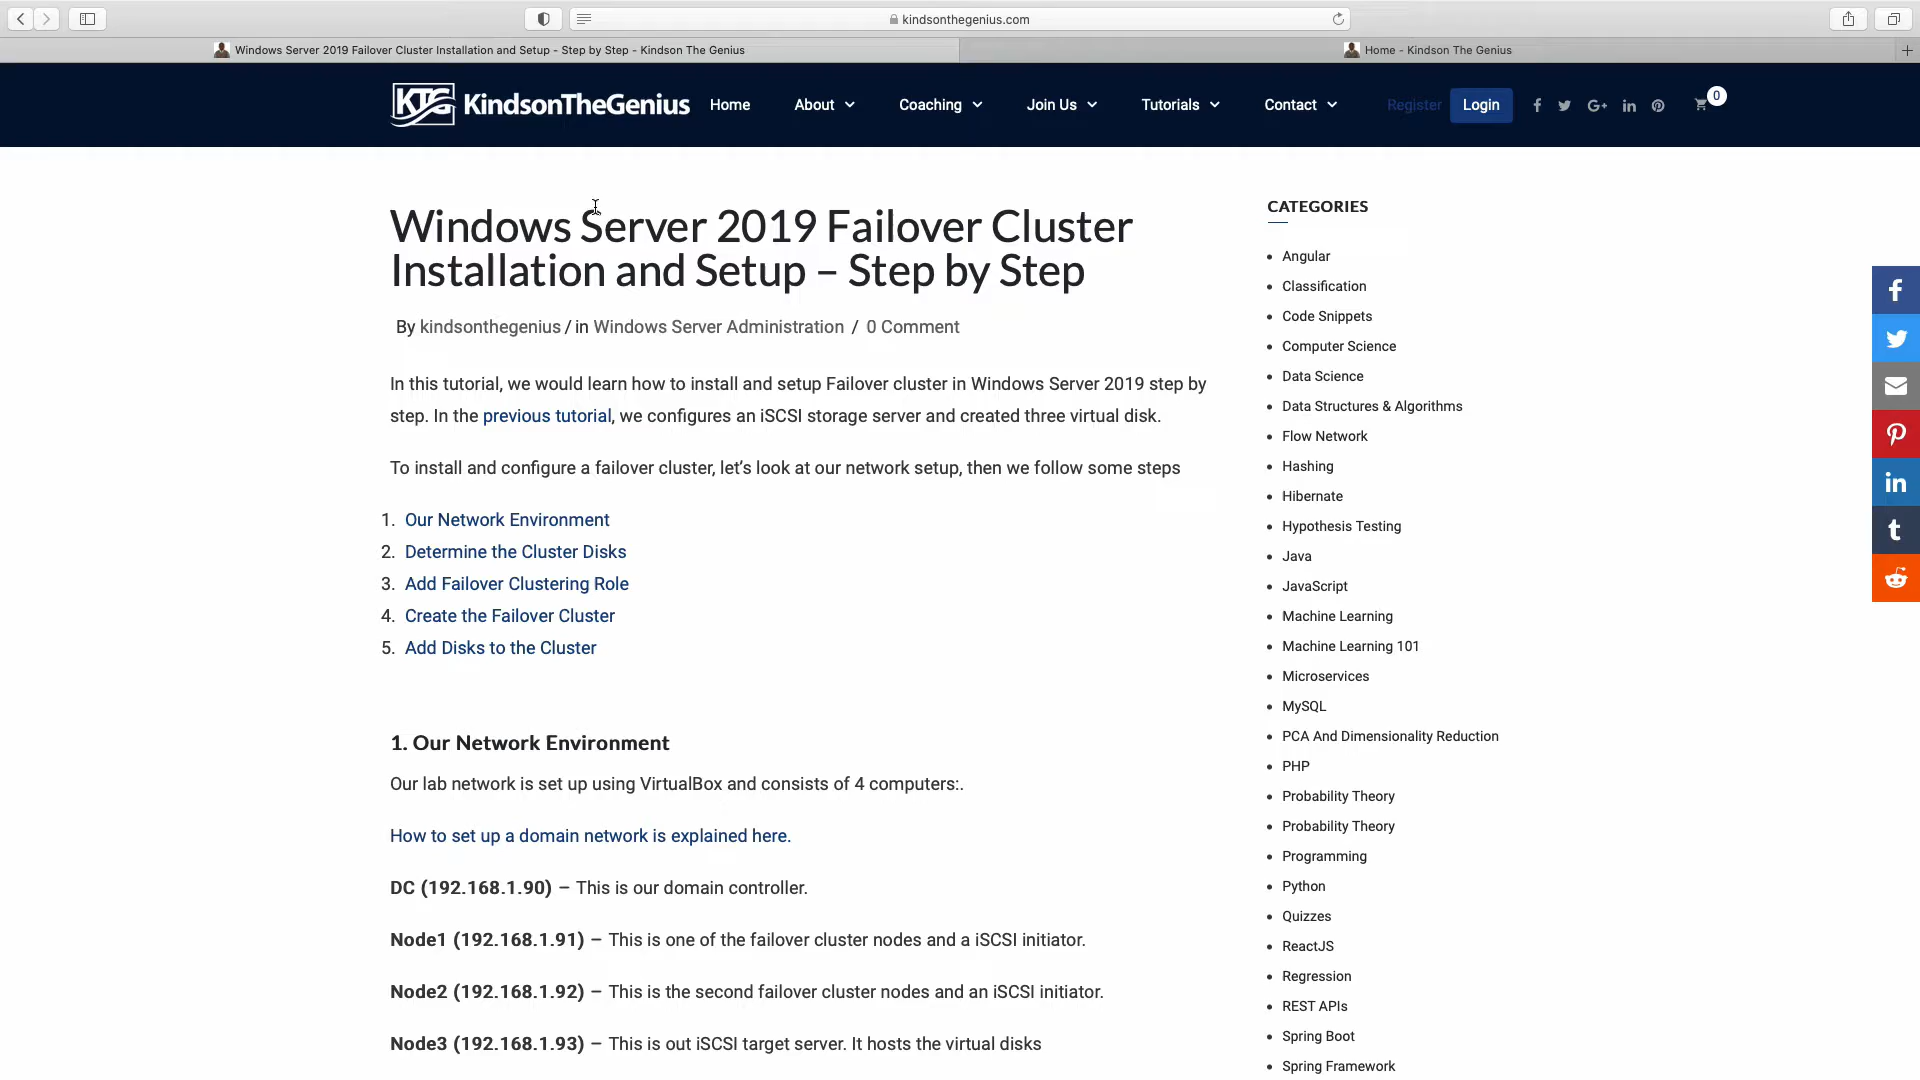 kindsonthegenius.com
Windows Server 2019 Failover Cluster Installation and Setup - Step by Step - Kindson The Genius
Home - Kindson The Genius
KTG KindsonTheGenius
Home
About
Coaching
Join Us
Tutorials
Contact
Register
Login
0
Windows Server 2019 Failover Cluster
Installation and Setup – Step by Step
By kindsonthegenius / in Windows Server Administration / 0 Comment
In this tutorial, we would learn how to install and setup Failover cluster in Windows Server 2019 step by
step. In the previous tutorial, we configures an iSCSI storage server and created three virtual disk.
To install and configure a failover cluster, let's look at our network setup, then we follow some steps
1. Our Network Environment
2. Determine the Cluster Disks
3. Add Failover Clustering Role
4. Create the Failover Cluster
5. Add Disks to the Cluster
1. Our Network Environment
Our lab network is set up using VirtualBox and consists of 4 computers:.
How to set up a domain network is explained here.
DC (192.168.1.90) – This is our domain controller.
Node1 (192.168.1.91) – This is one of the failover cluster nodes and a iSCSI initiator.
Node2 (192.168.1.92) – This is the second failover cluster nodes and an iSCSI initiator.
Node3 (192.168.1.93) – This is out iSCSI target server. It hosts the virtual disks
CATEGORIES
Angular
Classification
Code Snippets
Computer Science
Data Science
Data Structures & Algorithms
Flow Network
Hashing
Hibernate
Hypothesis Testing
Java
JavaScript
Machine Learning
Machine Learning 101
Microservices
MySQL
PCA And Dimensionality Reduction
PHP
Probability Theory
Probability Theory
Programming
Python
Quizzes
ReactJS
Regression
REST APIs
Spring Boot
Spring Framework